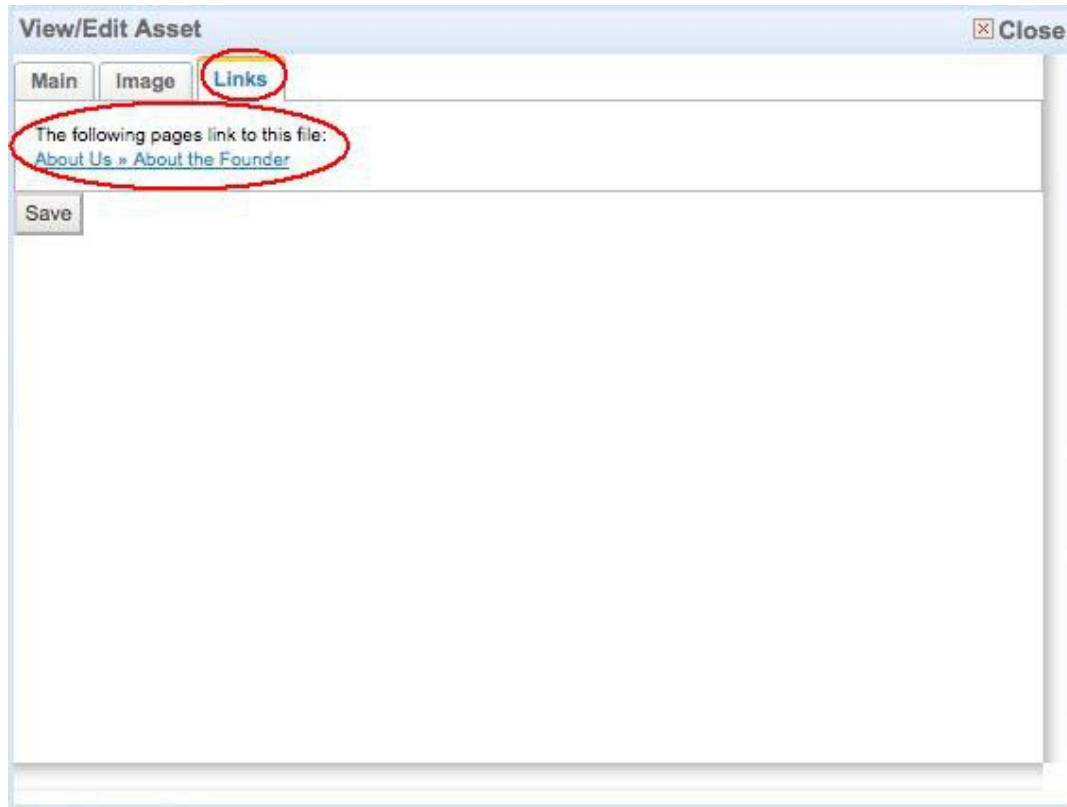 View/Edit Asset
Close
Main Image Links
The following pages link to this file:
About Us » About the Founder
Save